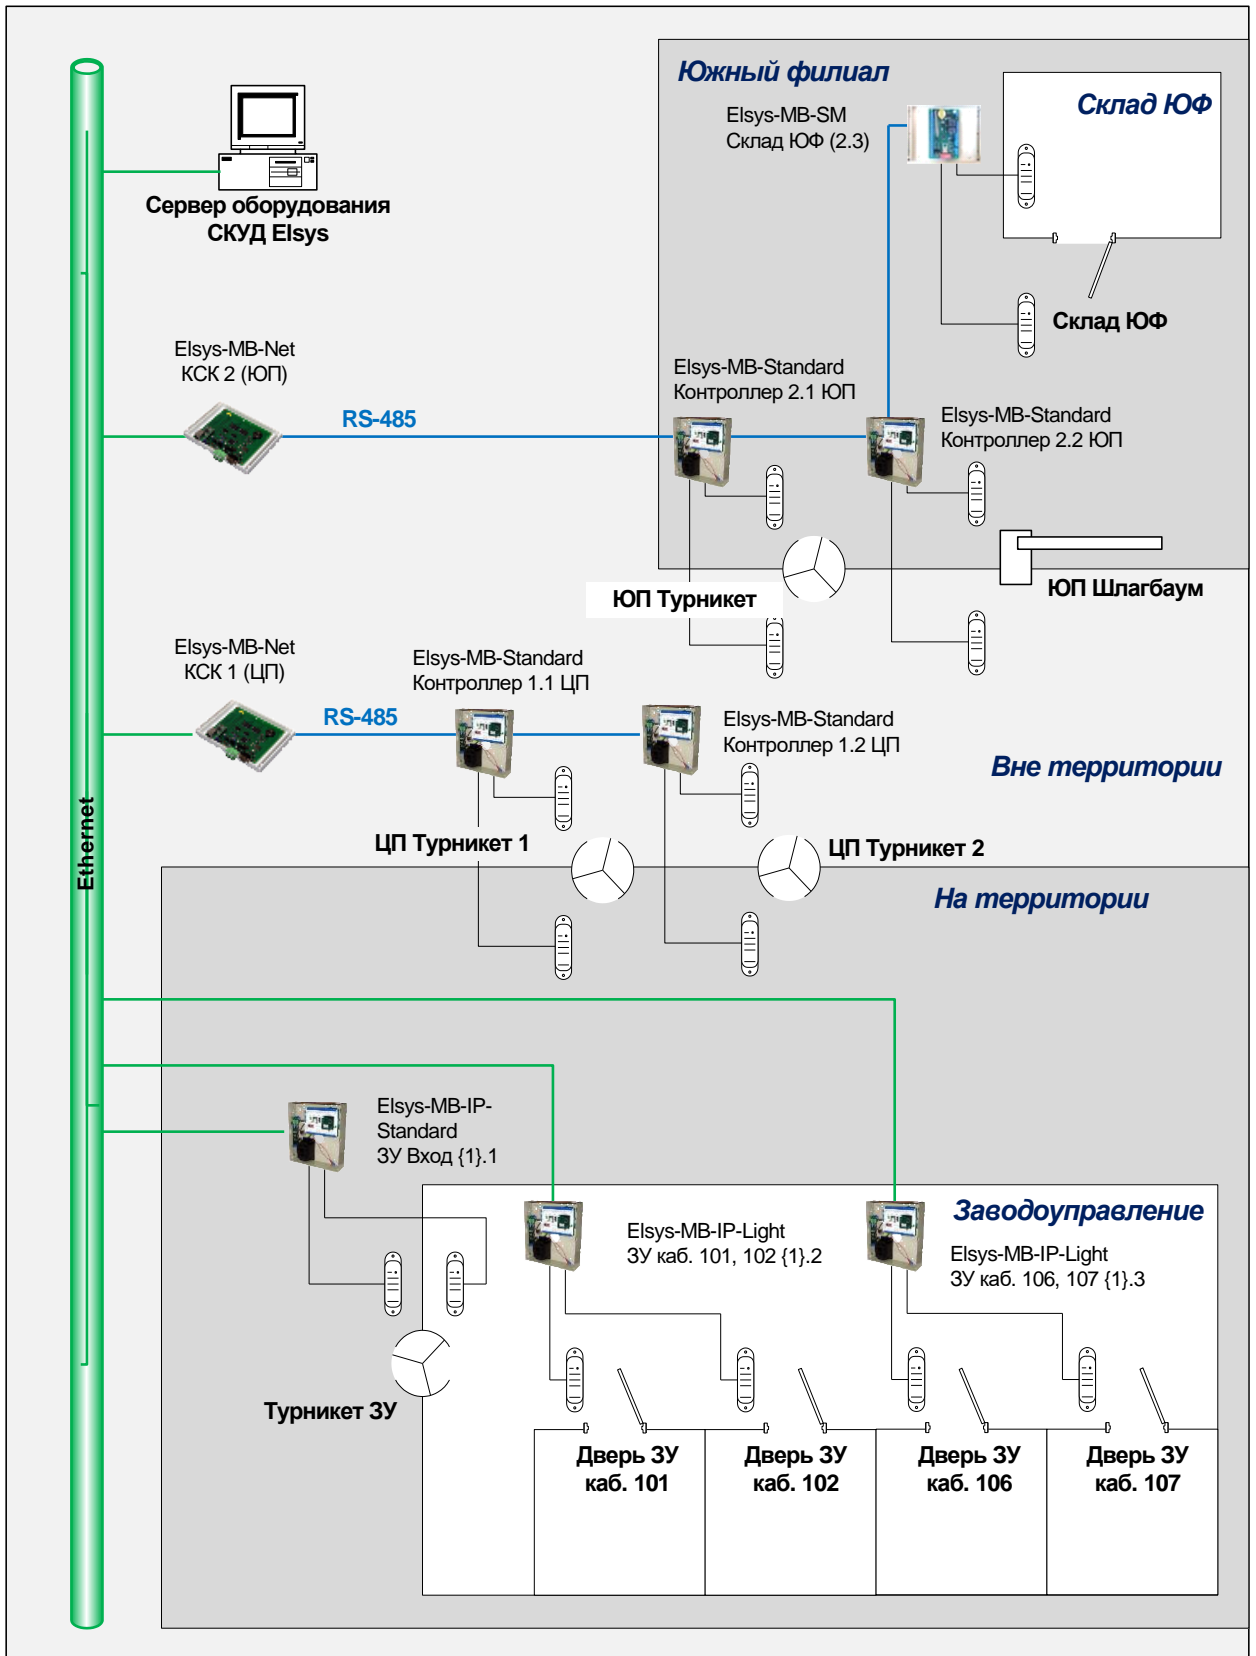 Южный филиал
Склад ЮФ
Elsys-MB-SM
Склад ЮФ (2.3)
Сервер оборудования
СКУД Elsys
Склад ЮФ
Elsys-MB-Net
КСК 2 (ЮП)
RS-485
Elsys-MB-Standard
Контроллер 2.1 ЮП
Elsys-MB-Standard
Контроллер 2.2 ЮП
ЮП Турникет
ЮП Шлагбаум
Elsys-MB-Net
КСК 1 (ЦП)
RS-485
Elsys-MB-Standard
Контроллер 1.1 ЦП
Elsys-MB-Standard
Контроллер 1.2 ЦП
Вне территории
Ethernet
ЦП Турникет 1
ЦП Турникет 2
На территории
Elsys-MB-IP-
Standard
ЗУ Вход {1}.1
Заводоуправление
Elsys-MB-IP-Light
ЗУ каб. 101, 102 {1}.2
Elsys-MB-IP-Light
ЗУ каб. 106, 107 {1}.3
Турникет ЗУ
Дверь ЗУ
каб. 101
Дверь ЗУ
каб. 102
Дверь ЗУ
каб. 106
Дверь ЗУ
каб. 107